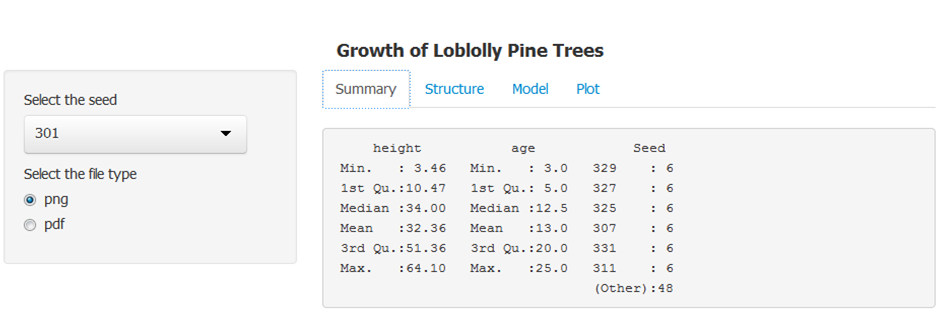 Growth of Loblolly Pine Trees
Select the seed
301
Select the file type
png
pdf
Summary Structure Model Plot
height age Seed
Min. : 3.46 Min. : 3.0 329 : 6
1st Qu.:10.47 1st Qu.: 5.0 327 : 6
Median :34.00 Median :12.5 325 : 6
Mean :32.36 Mean :13.0 307 : 6
3rd Qu.:51.36 3rd Qu.:20.0 331 : 6
Max. :64.10 Max. :25.0 311 : 6
(Other):48